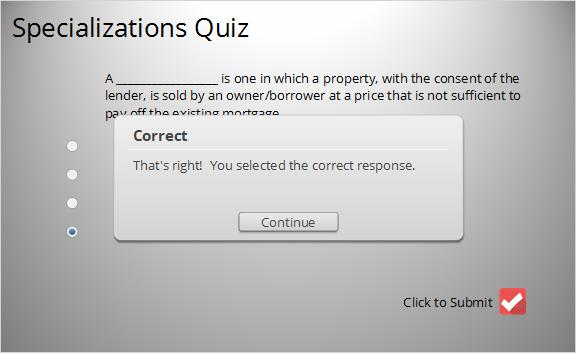 Specializations Quiz
A _________________ is one in which a property, with the consent of the
lender, is sold by an owner/borrower at a price that is not sufficient to
pay off the existing mortgage
Correct
That's right! You selected the correct response.
Continue
Click to Submit